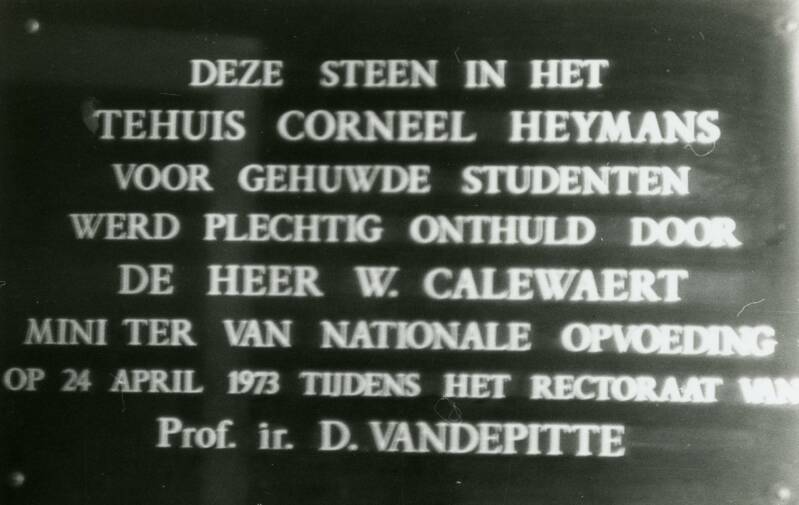 DEZE STEEN IN HET
TEHUIS CORNEEL HEYMANS
VOOR GEHUWDE STUDENTEN
WERD PLECHTIG ONTHULD DOOR
DE HEER W. CALEWAERT
MINI TER VAN NATIONALE OPVOEDING
OP 24 APRIL 1973 TIJDENS HET RECTORAAT VAN
Prof. ir. D. VANDEPITTE